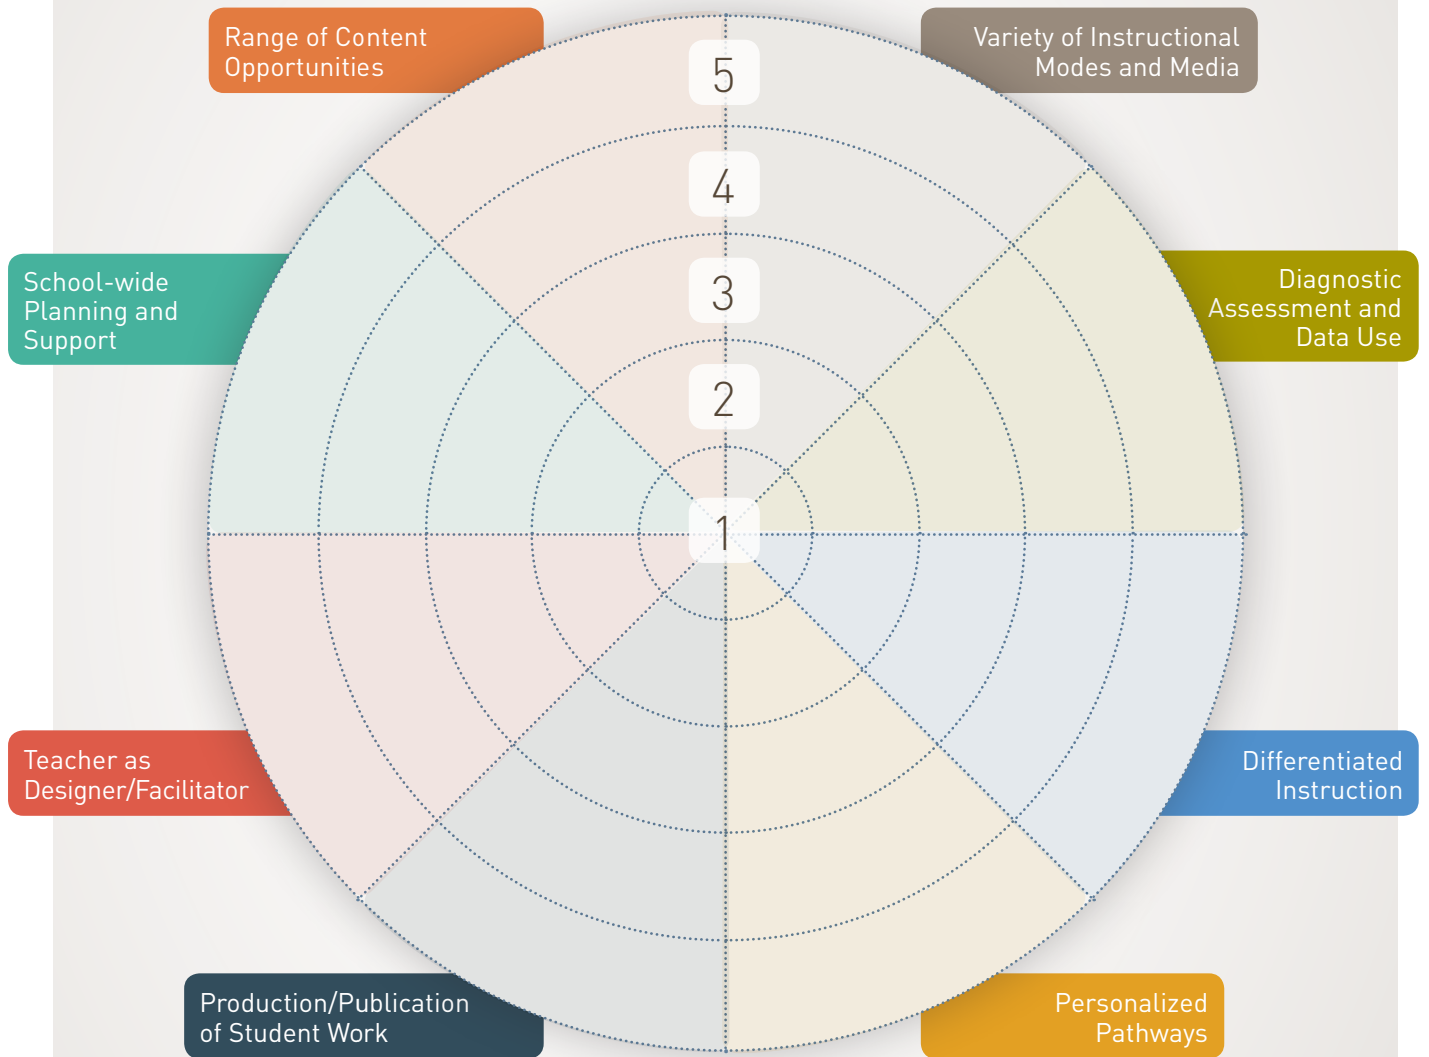 Range of Content
Opportunities
Variety of Instructional
Modes and Media
5
4
3
2
1
School-wide
Planning and
Support
Diagnostic
Assessment and
Data Use
Teacher as
Designer/Facilitator
Differentiated
Instruction
Production/Publication
of Student Work
Personalized
Pathways